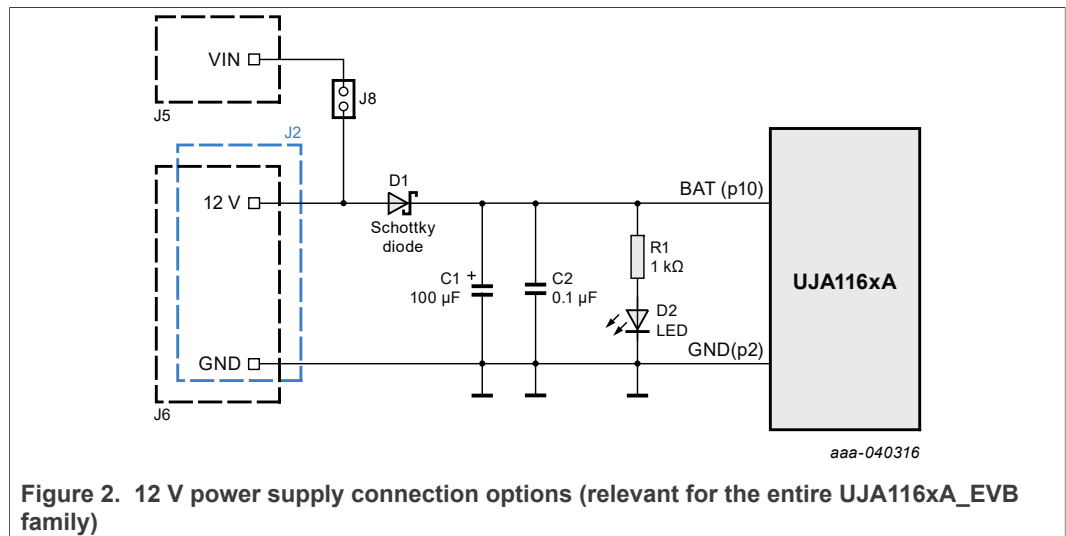 VIN
J8
J5
J2
D1
12 V
BAT (p10)
Schottky
diode
R1
1 kΩ
C1
+
100 µF
C2
0.1 µF
UJA116xA
D2
LED
GND
GND(p2)
J6
aaa-040316
Figure 2. 12 V power supply connection options (relevant for the entire UJA116xA_EVB
family)